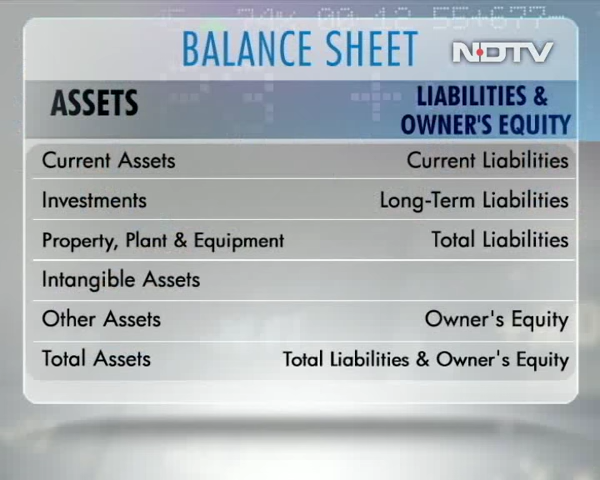 BALANCE SHEET
NDTV
ASSETS
LIABILITIES &
OWNER'S EQUITY
Current Assets Current Liabilities
Investments Long-Term Liabilities
Property, Plant & Equipment Total Liabilities
Intangible Assets
Other Assets Owner's Equity
Total Assets Total Liabilities & Owner's Equity